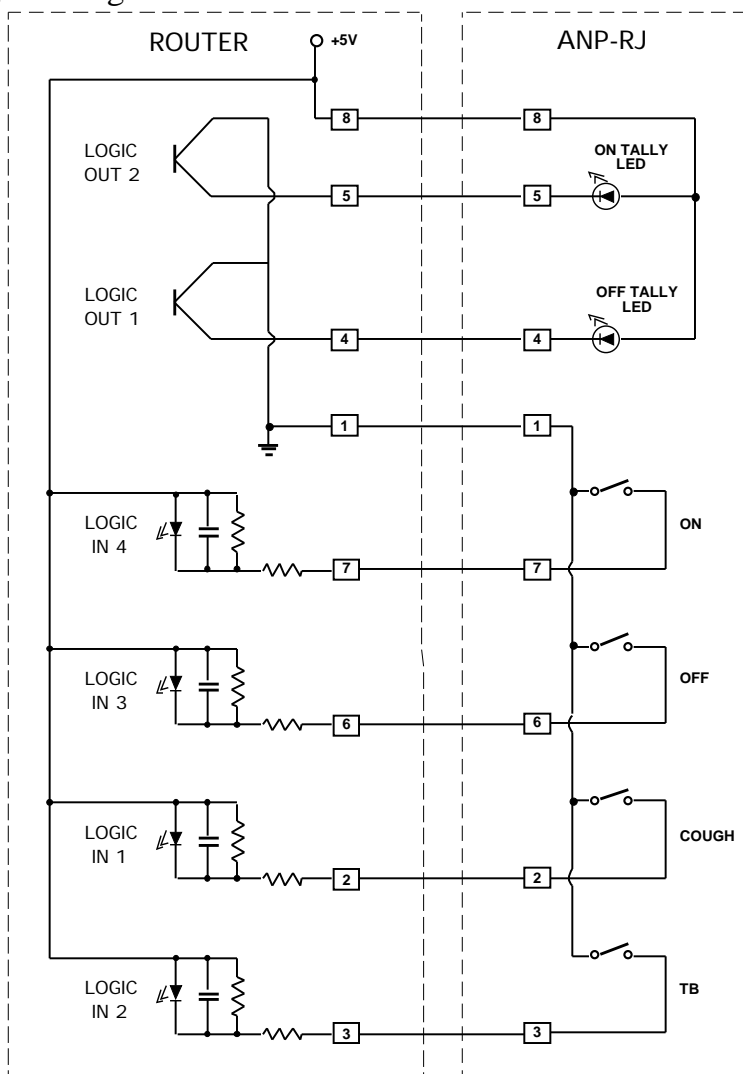 ROUTER
+5V
ANP-RJ
8
8
LOGIC
OUT 2
ON TALLY
LED
5
5
LOGIC
OUT 1
OFF TALLY
LED
4
4
1
1
LOGIC
IN 4
ON
7
7
LOGIC
IN 3
OFF
6
6
LOGIC
IN 1
COUGH
2
2
LOGIC
IN 2
TB
3
3